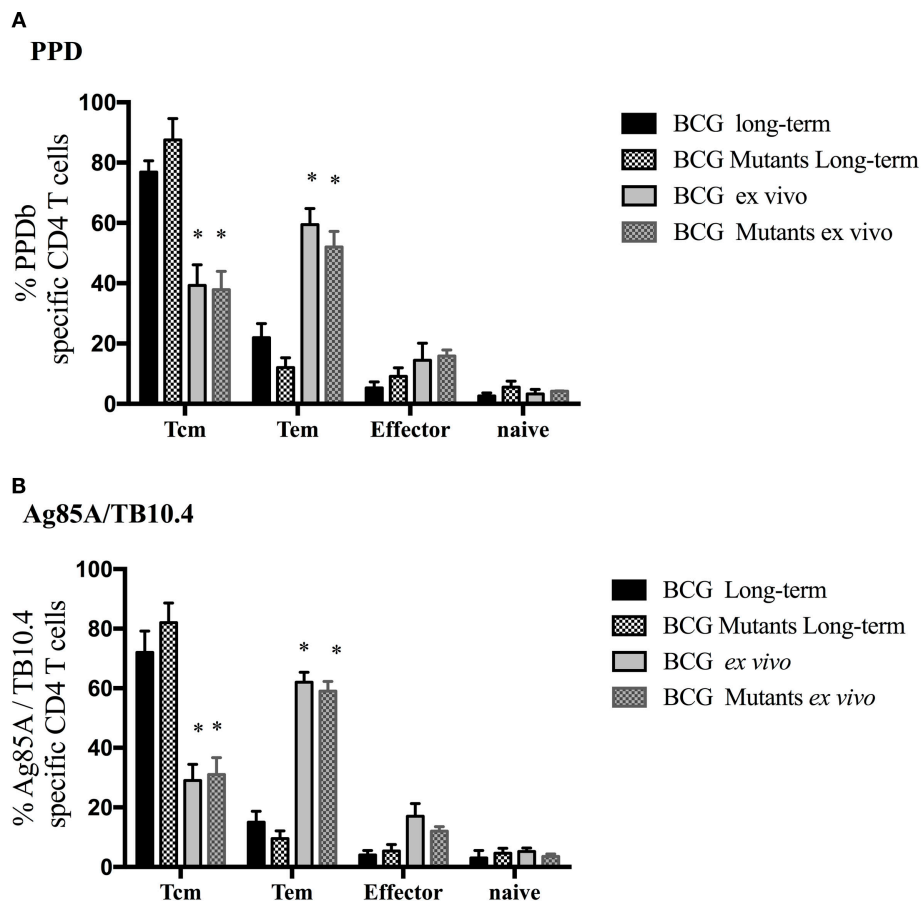 A
PPD
% PPDb
specific CD4 T cells
100
80
60
40
20
0
* *
* *
Tcm
Tem
Effector
naive
BCG long-term
BCG Mutants Long-term
BCG ex vivo
BCG Mutants ex vivo
B
Ag85A/TB10.4
% Ag85A / TB10.4
specific CD4 T cells
100
80
60
40
20
0
* *
* *
Tcm
Tem
Effector
naive
BCG Long-term
BCG Mutants Long-term
BCG ex vivo
BCG Mutants ex vivo